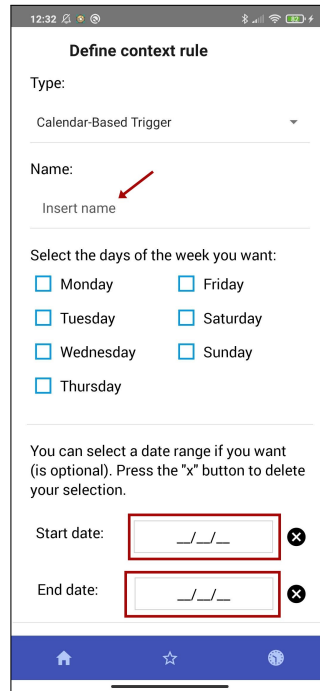 12:32
82
Define context rule
Type:
Calendar-Based Trigger
Name:
Insert name
Select the days of the week you want:
Monday
Friday
Tuesday
Saturday
Wednesday
Sunday
Thursday
You can select a date range if you want
(is optional). Press the "x" button to delete
your selection.
Start date:
__/__/__
End date:
__/__/__